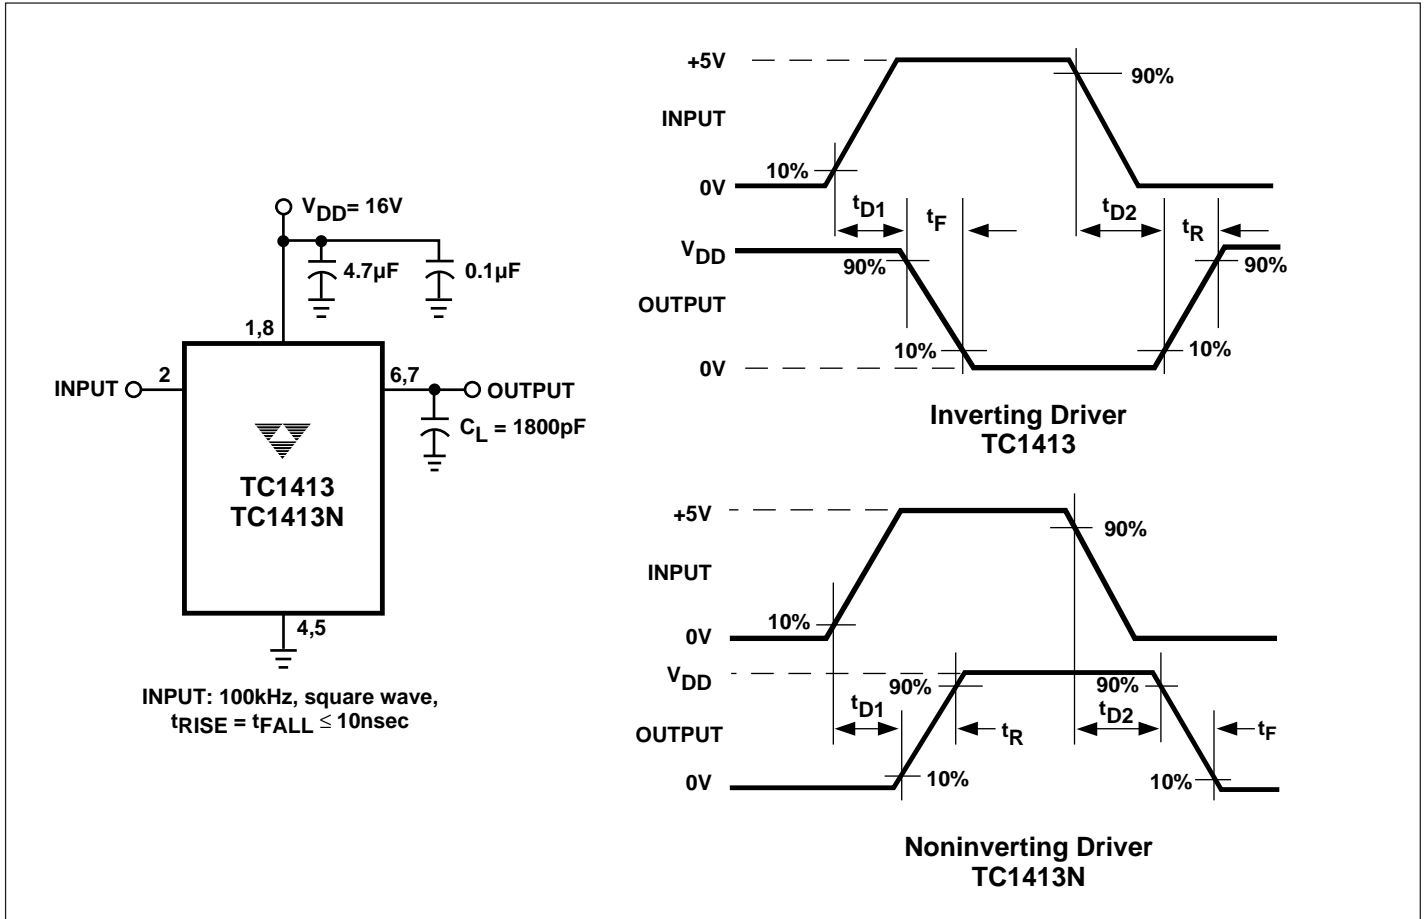 V_DD = 16V
4.7µF
0.1µF
1,8
INPUT
2
6,7
OUTPUT
C_L = 1800pF
TC1413
TC1413N
4,5
INPUT: 100kHz, square wave,
t_RISE = t_FALL ≤ 10nsec
+5V
90%
INPUT
10%
0V
t_D1
t_F
t_D2
t_R
V_DD
90%
90%
OUTPUT
10%
10%
0V
Inverting Driver
TC1413
+5V
90%
INPUT
10%
0V
V_DD
90%
90%
t_D1
t_R
t_D2
t_F
OUTPUT
0V
10%
10%
Noninverting Driver
TC1413N